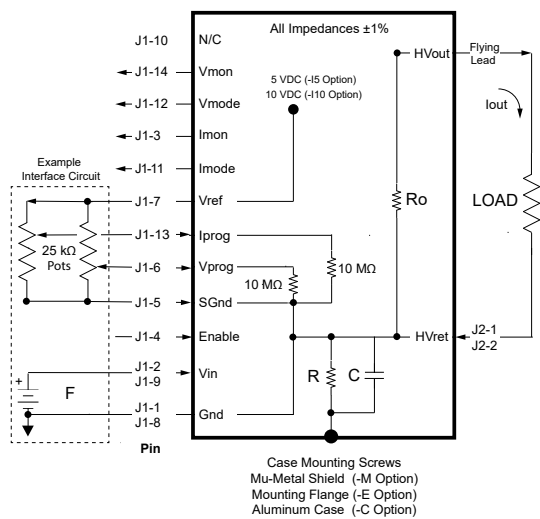 All Impedances ±1%
J1-10 N/C
J1-14 Vmon
J1-12 Vmode
J1-3 Imon
J1-11 Imode
J1-7 Vref
J1-13 Iprog
J1-6 Vprog
J1-5 SGnd
J1-4 Enable
J1-2
J1-9
Vin
J1-1
J1-8
Gnd
Pin
Example
Interface Circuit
25 kΩ
Pots
+
F
5 VDC (-I5 Option)
10 VDC (-I10 Option)
10 MΩ
10 MΩ
R
C
Ro
HVout
Flying
Lead
Iout
LOAD
HVret
J2-1
J2-2
Case Mounting Screws
Mu-Metal Shield (-M Option)
Mounting Flange (-E Option)
Aluminum Case (-C Option)